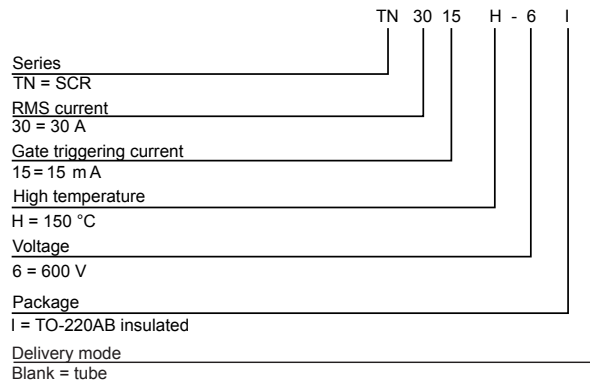 TN 30 15 H - 6 I
Series
TN = SCR
RMS current
30 = 30 A
Gate triggering current
15 = 15 m A
High temperature
H = 150 °C
Voltage
6 = 600 V
Package
I = TO-220AB insulated
Delivery mode
Blank = tube